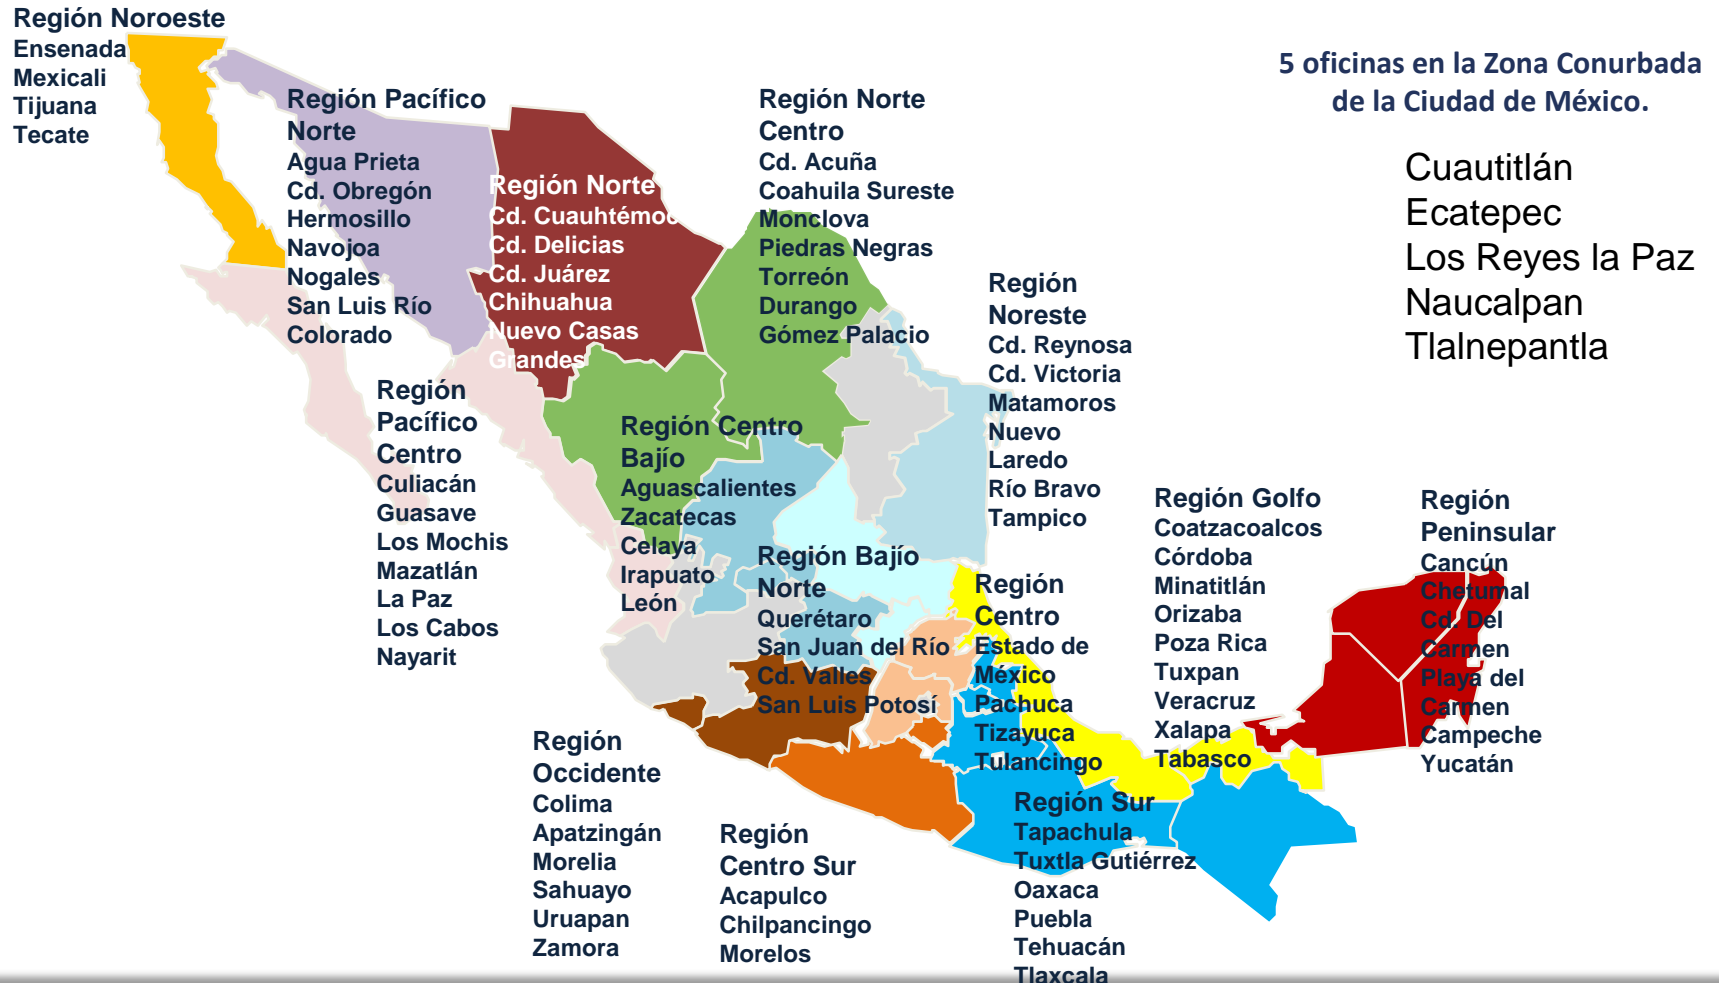 Región Noroeste
Ensenada
Mexicali
Tijuana
Tecate
Región Pacífico
Norte
Agua Prieta
Cd. Obregón
Hermosillo
Navojoa
Nogales
San Luis Río
Colorado
Región Norte
Cd. Cuauhtémoc
Cd. Delicias
Cd. Juárez
Chihuahua
Nuevo Casas
Grandes
Región Norte
Centro
Cd. Acuña
Coahuila Sureste
Monclova
Piedras Negras
Torreón
Durango
Gómez Palacio
5 oficinas en la Zona Conurbada
de la Ciudad de México.
Cuautitlán
Ecatepec
Los Reyes la Paz
Naucalpan
Tlalnepantla
Región
Noreste
Cd. Reynosa
Cd. Victoria
Matamoros
Nuevo
Laredo
Río Bravo
Tampico
Región
Pacífico
Centro
Culiacán
Guasave
Los Mochis
Mazatlán
La Paz
Los Cabos
Nayarit
Región Centro
Bajío
Aguascalientes
Zacatecas
Celaya
Irapuato
León
Región Bajío
Norte
Querétaro
San Juan del Río
Cd. Valles
San Luis Potosí
Región
Centro
Estado de
México
Pachuca
Tizayuca
Tulancingo
Región Golfo
Coatzacoalcos
Córdoba
Minatitlán
Orizaba
Poza Rica
Tuxpan
Veracruz
Xalapa
Tabasco
Región
Peninsular
Cancún
Chetumal
Cd. Del
Carmen
Playa del
Carmen
Campeche
Yucatán
Región
Occidente
Colima
Apatzingán
Morelia
Sahuayo
Uruapan
Zamora
Región
Centro Sur
Acapulco
Chilpancingo
Morelos
Región Sur
Tapachula
Tuxtla Gutiérrez
Oaxaca
Puebla
Tehuacán
Tlaxcala